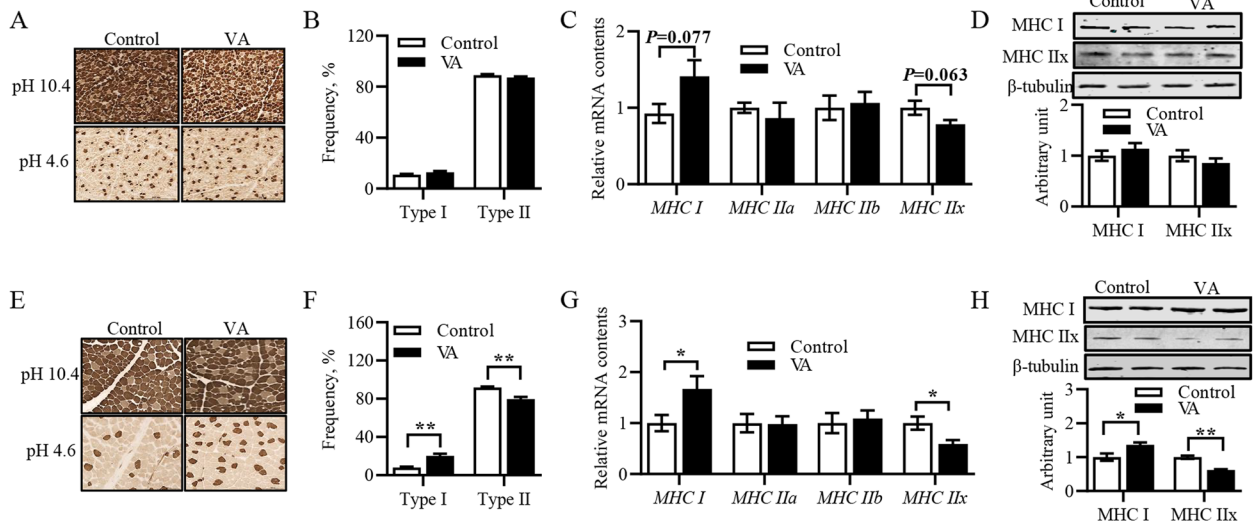 A
Control VA
pH 10.4
pH 4.6
B
Frequency, %
120
80
40
0
Control
VA
Type I Type II
C
Relative mRNA contents
2
1
0
P=0.077
Control
VA
P=0.063
MHC I MHC IIa MHC IIb MHC IIx
D
Control VA
MHC I
MHC IIx
β-tubulin
Arbitrary unit
2
1
0
Control
VA
MHC I MHC IIx
E
Control VA
pH 10.4
pH 4.6
F
Frequency, %
160
120
80
40
0
Control
VA
**
**
Type I Type II
G
Relative mRNA contents
3
2
1
0
*
Control
VA
*
MHC I MHC IIa MHC IIb MHC IIx
H
Control VA
MHC I
MHC IIx
β-tubulin
Arbitrary unit
3
2
1
0
Control
VA
*
**
MHC I MHC IIx